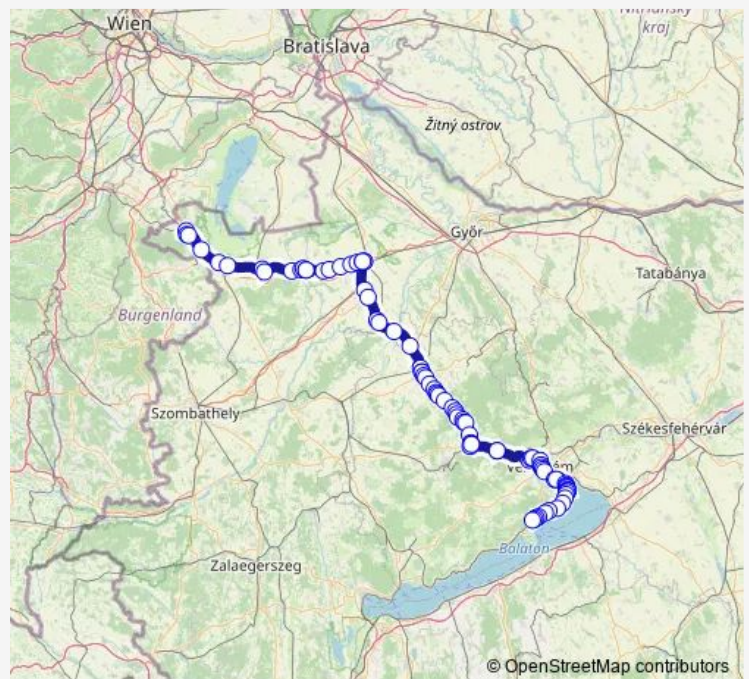 Nitriansky
kraj
Wien
Bratislava
Žitný ostrov
Győr
Tatabánya
Burgenland
Szombathely
Székesfehérvár
Zalaegerszeg
Balaton
© OpenStreetMap contributors